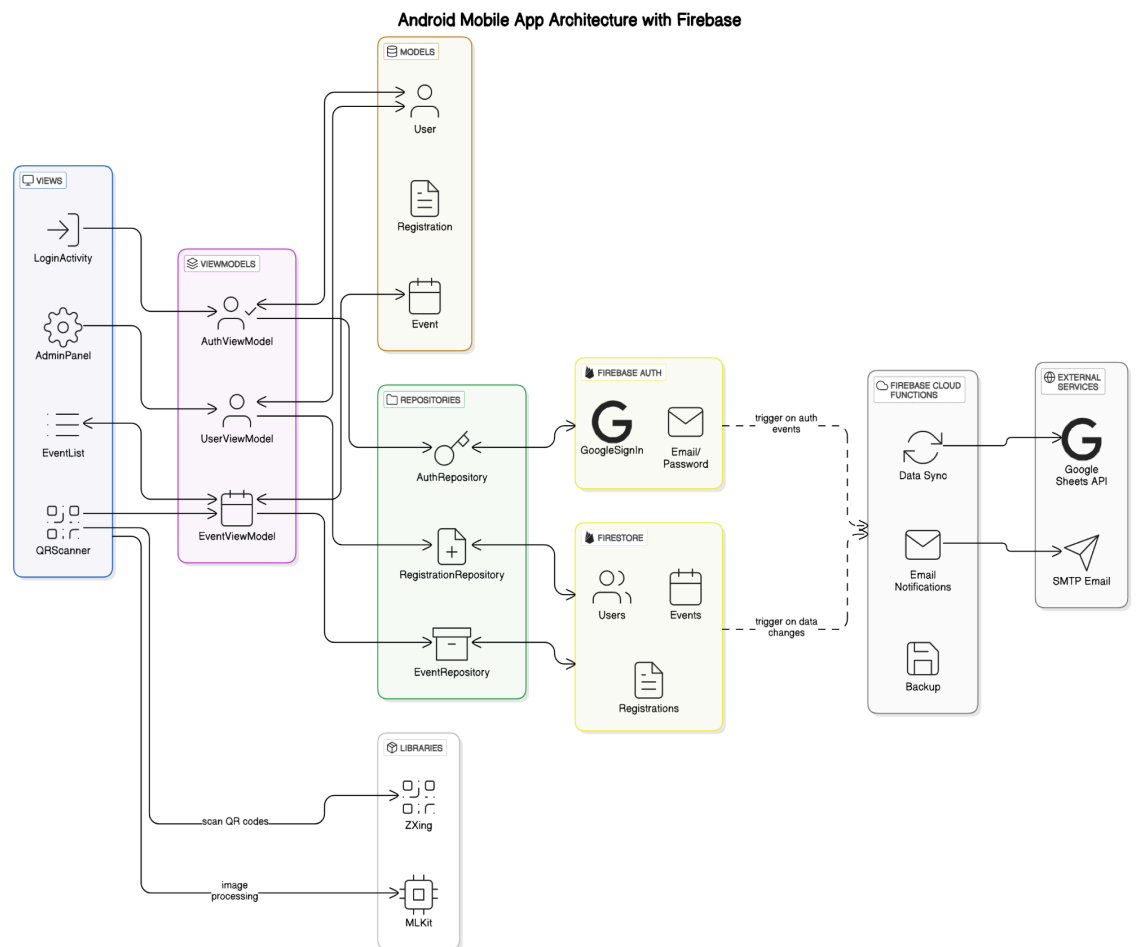 Android Mobile App Architecture with Firebase
MODELS
User
Registration
Event
VIEWS
LoginActivity
AdminPanel
EventList
QRScanner
VIEWMODELS
AuthViewModel
UserViewModel
EventViewModel
REPOSITORIES
AuthRepository
RegistrationRepository
EventRepository
FIREBASE AUTH
GoogleSignIn
Email/
Password
FIRESTORE
Users
Events
Registrations
trigger on auth
events
trigger on data
changes
FIREBASE CLOUD
FUNCTIONS
Data Sync
Email
Notifications
Backup
EXTERNAL
SERVICES
Google
Sheets API
SMTP Email
LIBRARIES
ZXing
MLKit
scan QR codes
image
processing